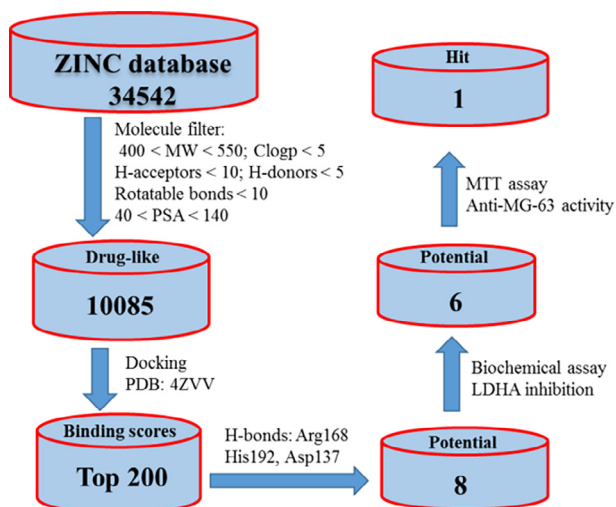 ZINC database
34542
Molecule filter:
400 < MW < 550; Clogp < 5
H-acceptors < 10; H-donors < 5
Rotatable bonds < 10
40 < PSA < 140
Drug-like
10085
Docking
PDB: 4ZVV
Binding scores
Top 200
H-bonds: Arg168
His192, Asp137
Potential
8
Biochemical assay
LDHA inhibition
Potential
6
MTT assay
Anti-MG-63 activity
Hit
1